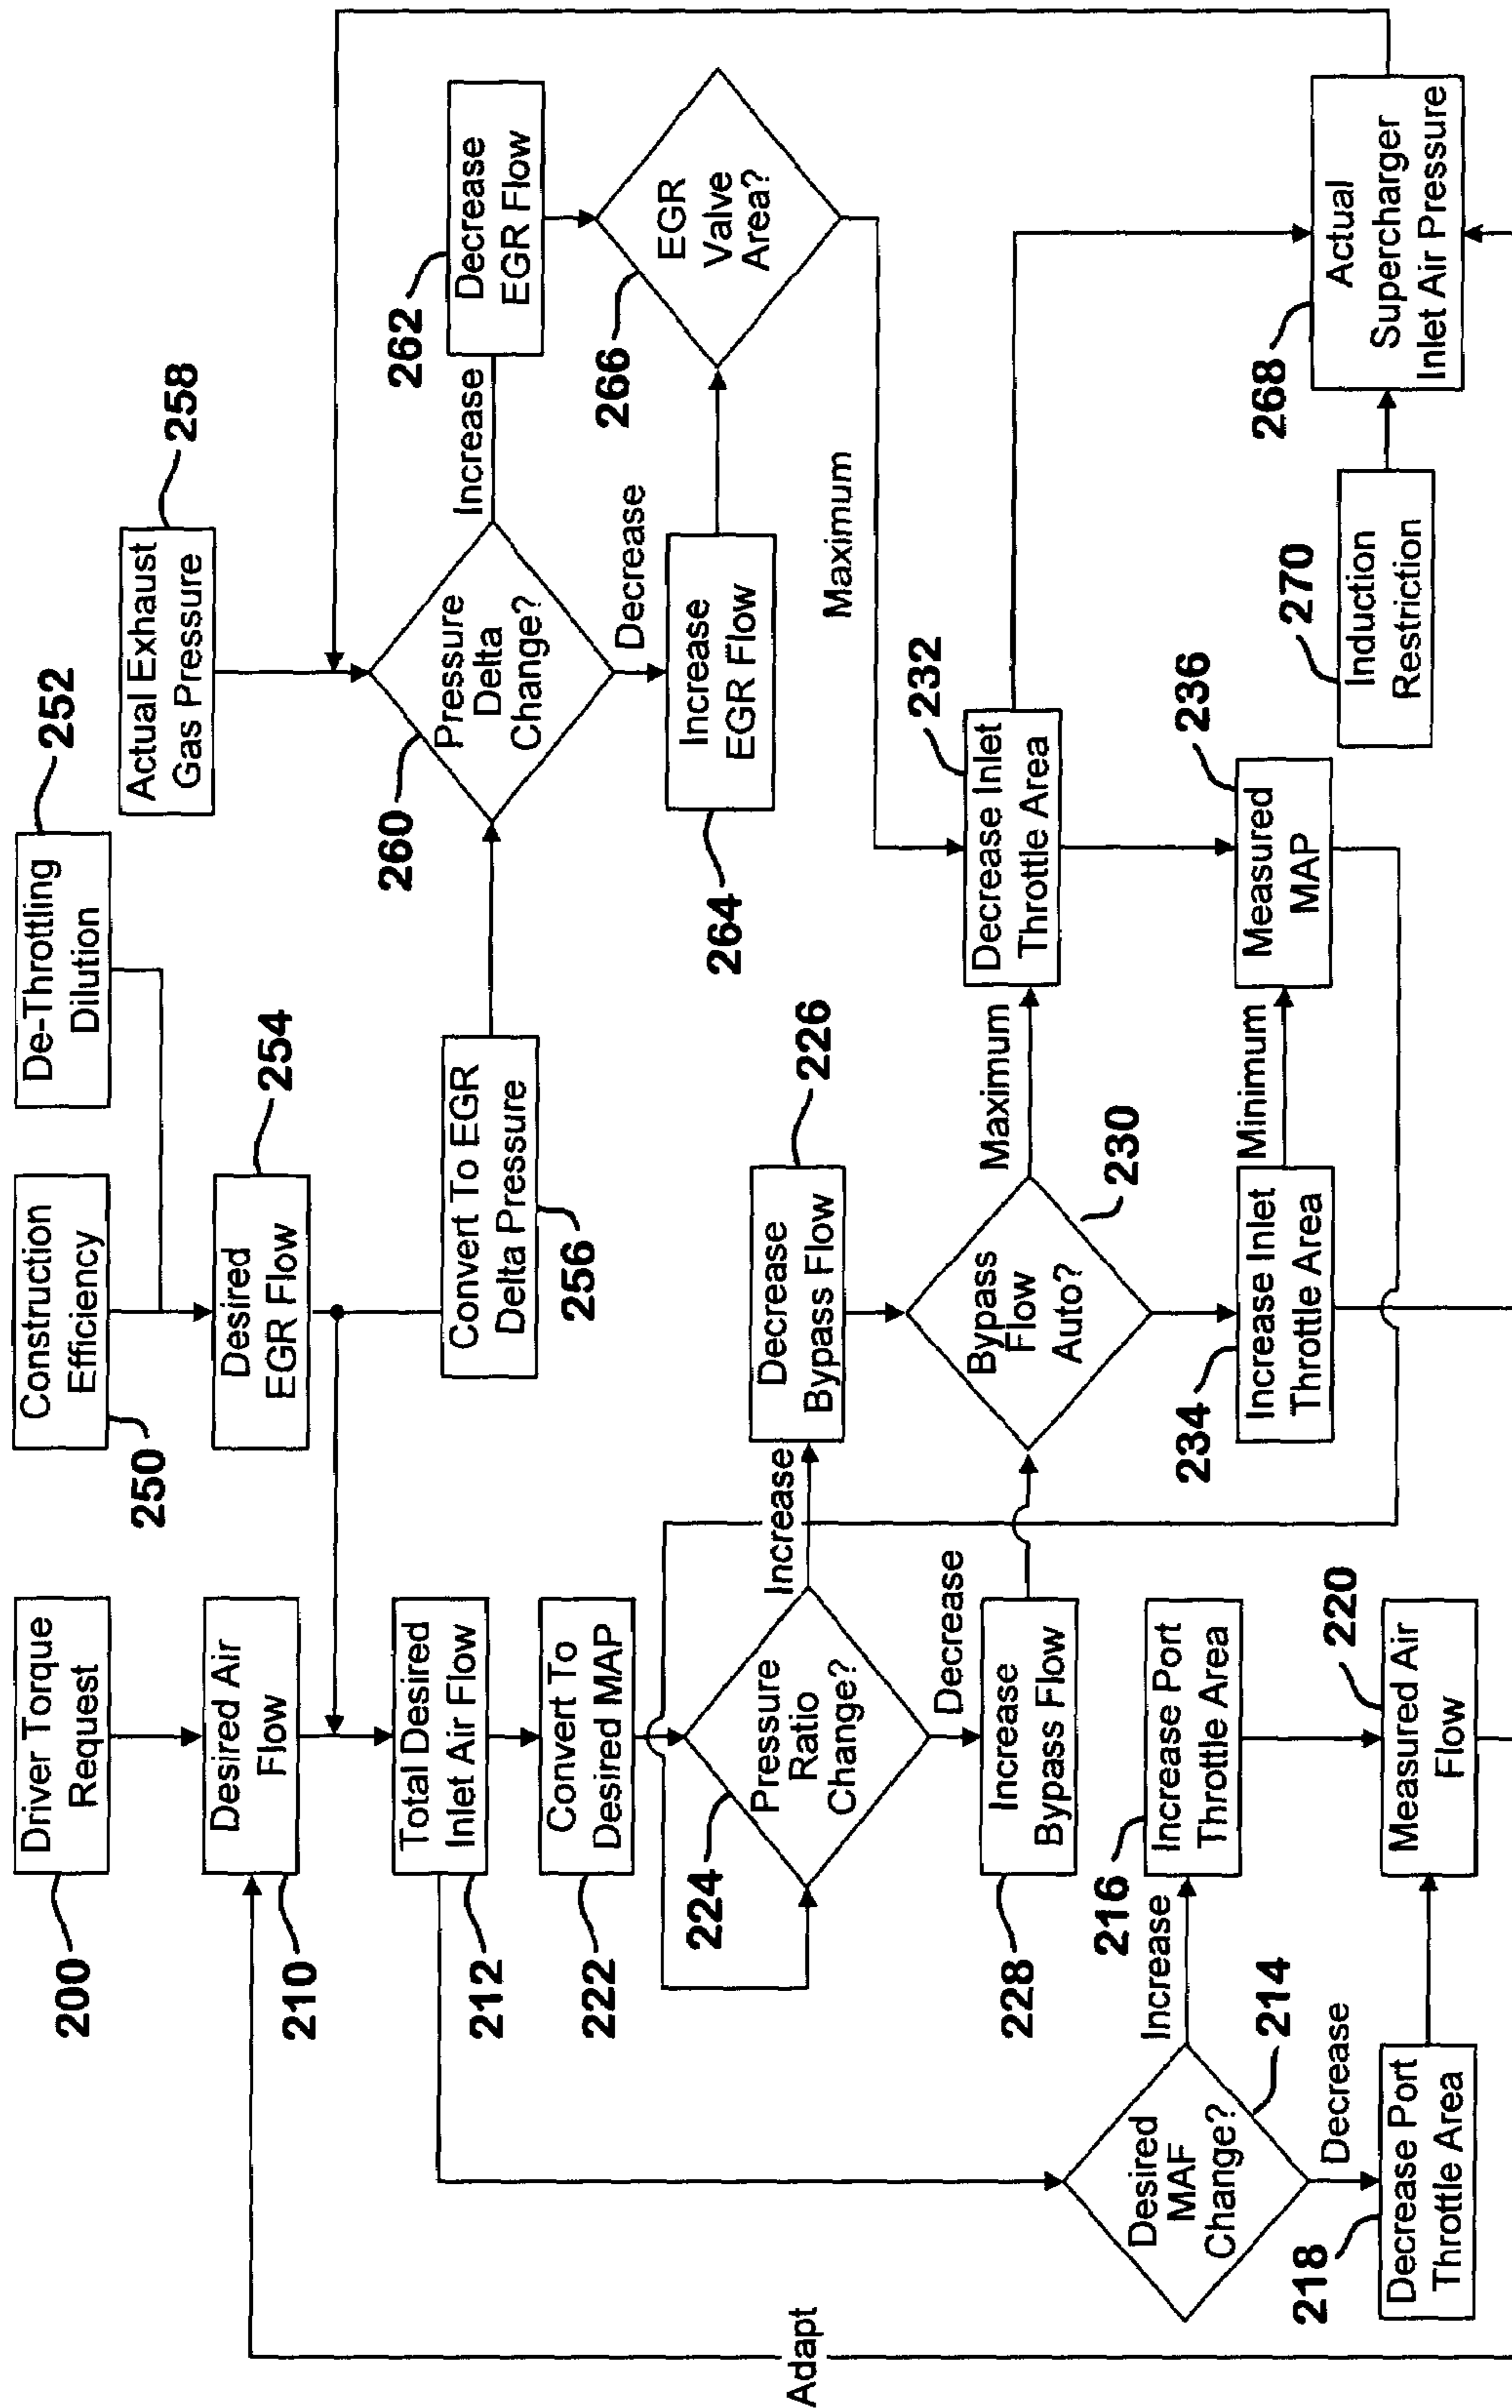 Driver Torque
Request
200
Construction
Efficiency
250
De-Throttling
Dilution
252
Actual Exhaust
Gas Pressure
258
Desired Air
Flow
210
Desired
EGR Flow
254
Total Desired
Inlet Air Flow
212
Convert To EGR
Delta Pressure
256
Pressure
Delta
Change?
260
Increase
Decrease
EGR Flow
262
Decrease
Increase
EGR Flow
264
EGR
Valve
Area?
266
Maximum
Convert To
Desired MAP
222
Pressure
Ratio
Change?
224
Increase
Decrease
Bypass Flow
226
Decrease
Increase
Bypass Flow
228
Bypass
Flow
Auto?
230
Maximum
Decrease Inlet
Throttle Area
232
Increase Inlet
Throttle Area
234
Minimum
Measured
MAP
236
Induction
Restriction
270
Actual
Supercharger
Inlet Air Pressure
268
Desired
MAF
Change?
214
Increase
Increase Port
Throttle Area
216
Decrease
Decrease Port
Throttle Area
218
Measured Air
Flow
220
Adapt